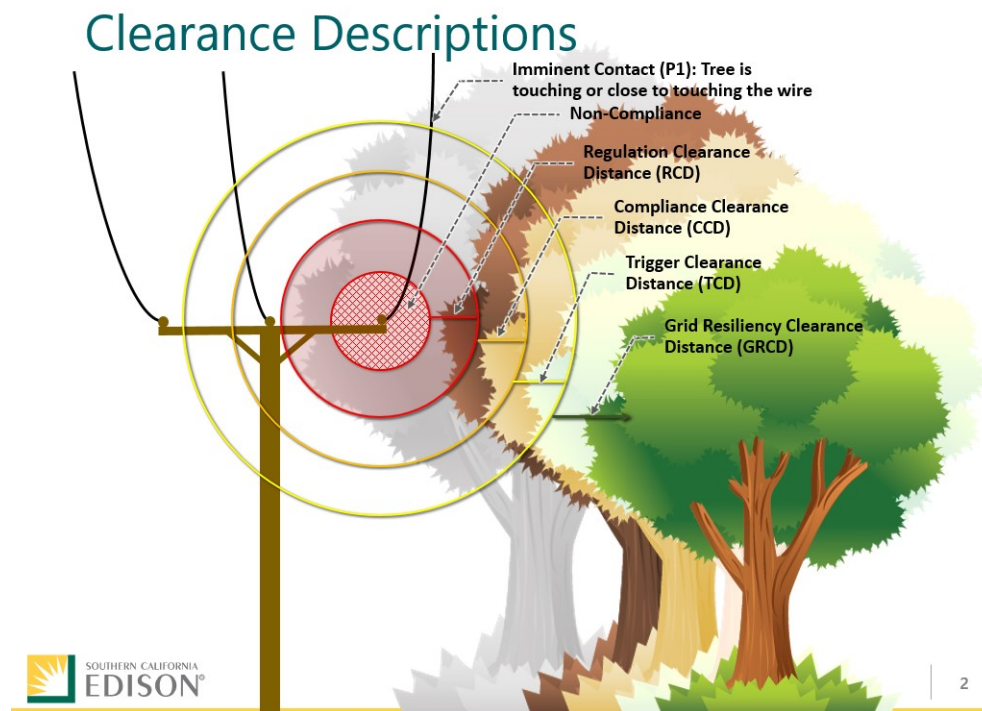 Clearance Descriptions
Imminent Contact (P1): Tree is
touching or close to touching the wire
Non-Compliance
Regulation Clearance
Distance (RCD)
Compliance Clearance
Distance (CCD)
Trigger Clearance
Distance (TCD)
Grid Resiliency Clearance
Distance (GRCD)
SOUTHERN CALIFORNIA
EDISON®
2